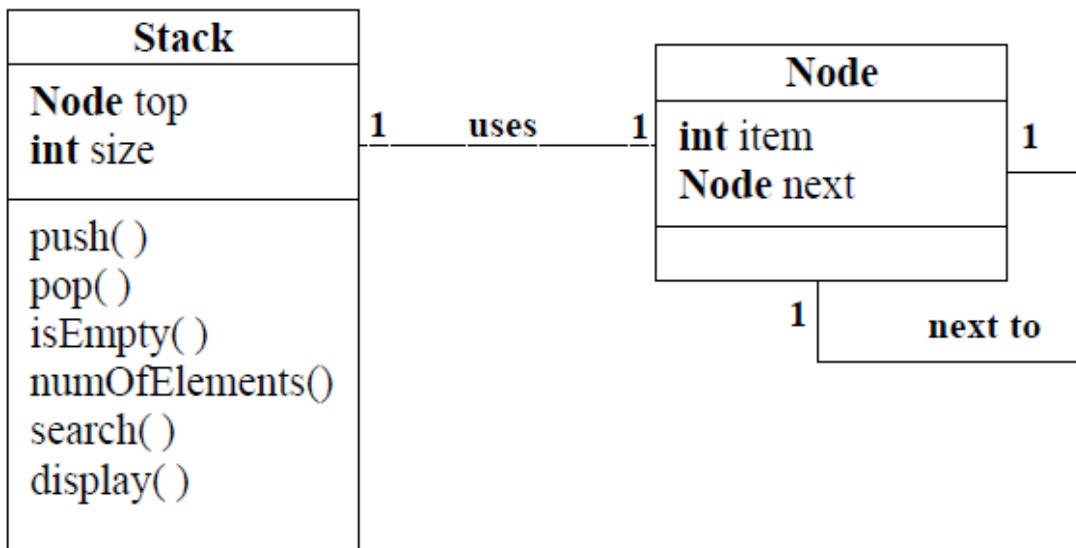 Stack
Node top
int size
push( )
pop( )
isEmpty( )
numOfElements()
search( )
display( )
1 uses 1
Node
int item
Node next
1
1
next to